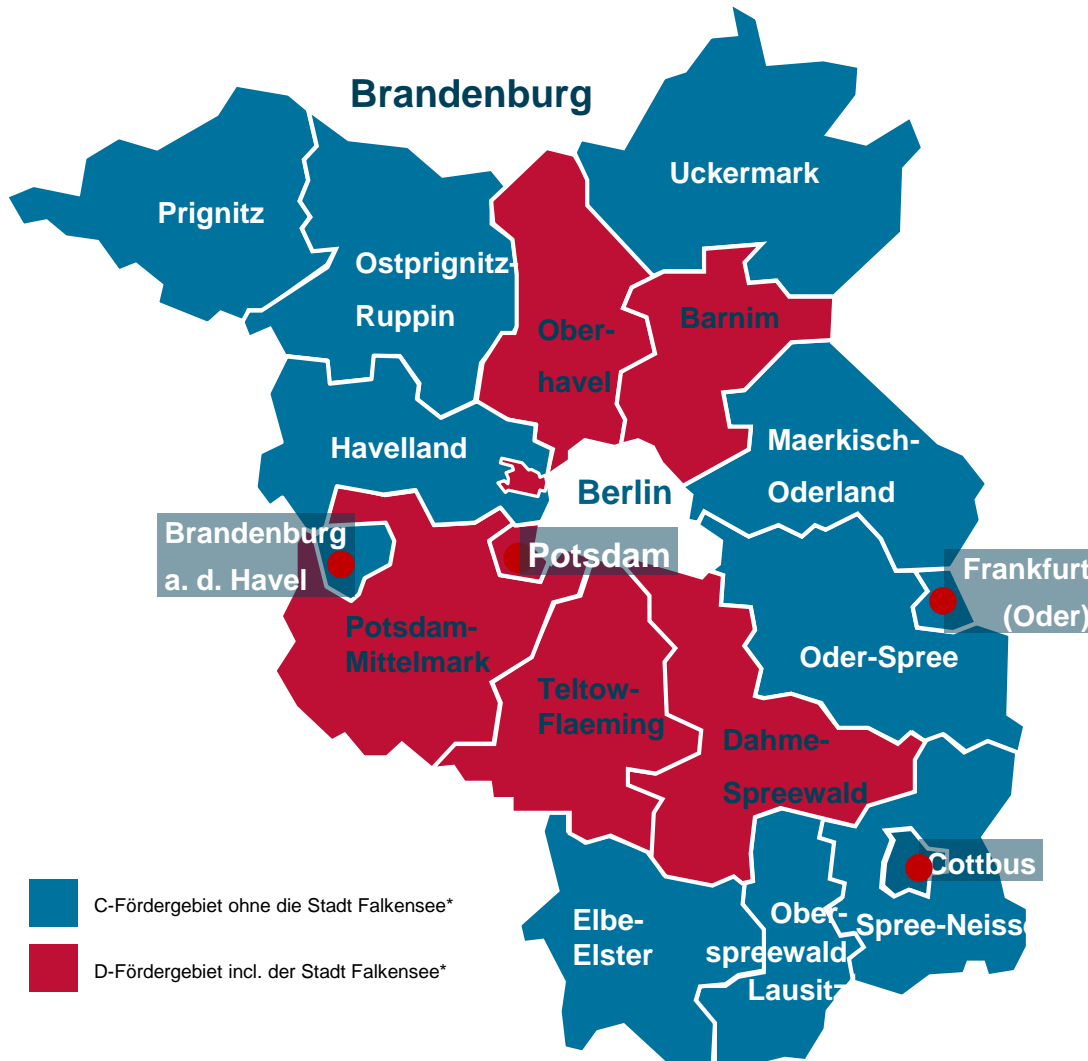 Brandenburg
Uckermark
Prignitz
Ostprignitz-
Ruppin
Ober-
havel
Barnim
Havelland
Maerkisch-
Oderland
Berlin
Brandenburg
a. d. Havel
Potsdam
Frankfurt
(Oder)
Potsdam-
Mittelmark
Oder-Spree
Teltow-
Flaeming
Dahme-
Spreewald
Cottbus
Elbe-
Elster
Ober-
spreewald
Lausitz
Spree-Neisse
C-Fördergebiet ohne die Stadt Falkensee*
D-Fördergebiet incl. der Stadt Falkensee*